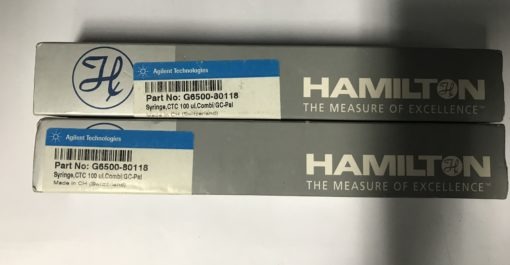 H
Agilent Technologies
Part No: G6500-80118
Syringe,CTC 100 ul,Combi/GC-Pal
Made in CH (Switzerland)
HAMILTON
THE MEASURE OF EXCELLENCE™
Agilent Technologies
Part No: G6500-80118
Syringe,CTC 100 ul,Combi/GC-Pal
Made in CH (Switzerland)
HAMILTON
THE MEASURE OF EXCELLENCE™